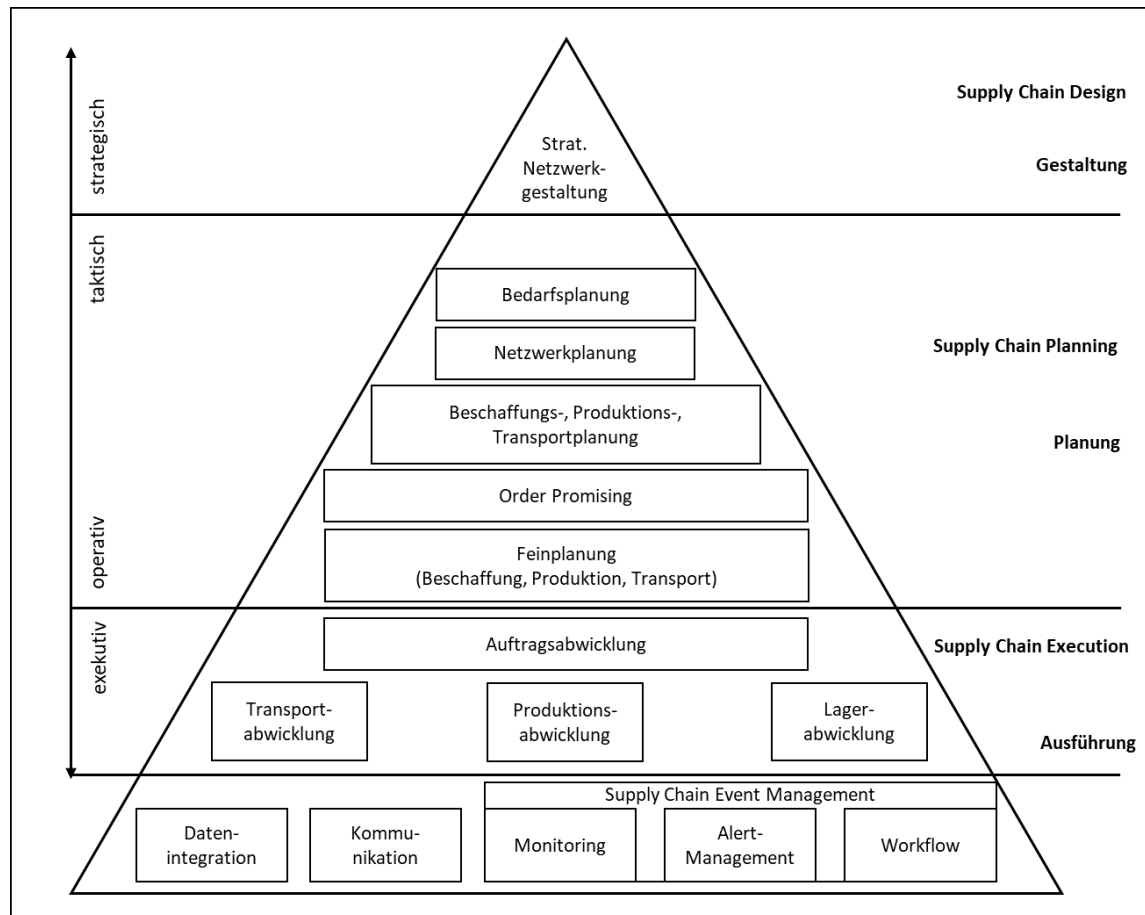 strategisch
Supply Chain Design
Strat.
Netzwerk-
gestaltung
Gestaltung
taktisch
Bedarfsplanung
Netzwerkplanung
Supply Chain Planning
Beschaffungs-, Produktions-,
Transportplanung
Planung
Order Promising
operativ
Feinplanung
(Beschaffung, Produktion, Transport)
exekutiv
Auftragsabwicklung
Supply Chain Execution
Transport-
abwicklung
Produktions-
abwicklung
Lager-
abwicklung
Ausführung
Supply Chain Event Management
Daten-
integration
Kommu-
nikation
Monitoring
Alert-
Management
Workflow